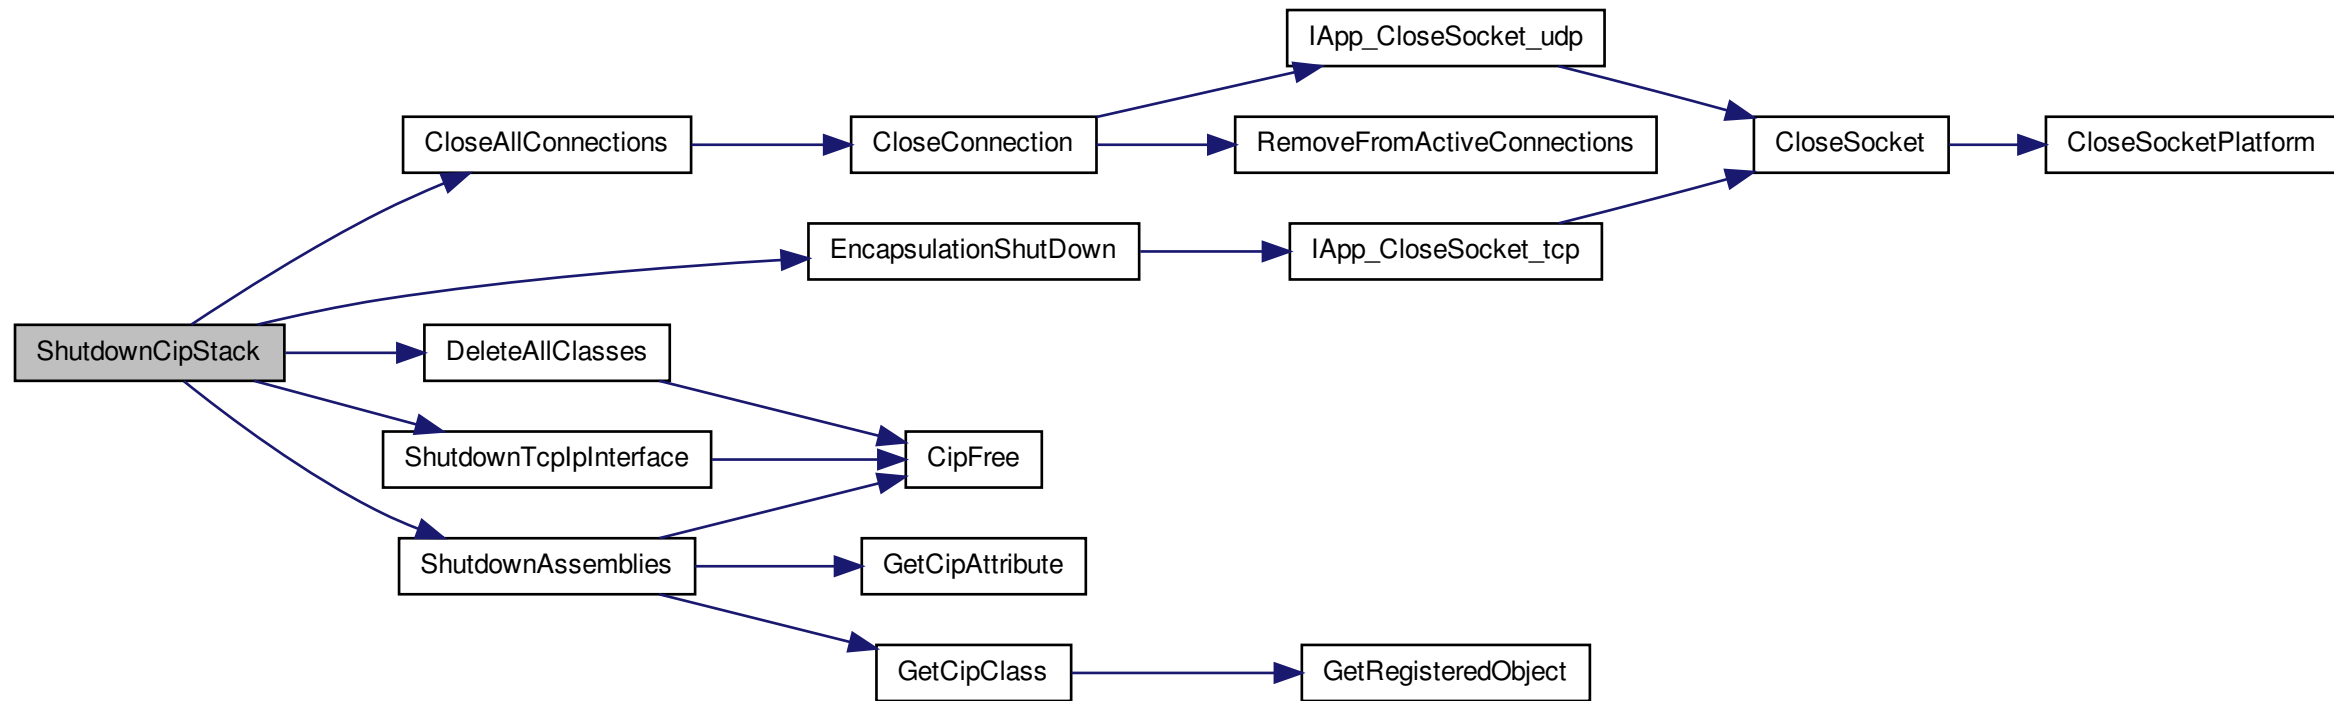 IApp_CloseSocket_udp
CloseAllConnections
CloseConnection
RemoveFromActiveConnections
CloseSocket
CloseSocketPlatform
EncapsulationShutDown
IApp_CloseSocket_tcp
ShutdownCipStack
DeleteAllClasses
ShutdownTcpIpInterface
CipFree
ShutdownAssemblies
GetCipAttribute
GetCipClass
GetRegisteredObject